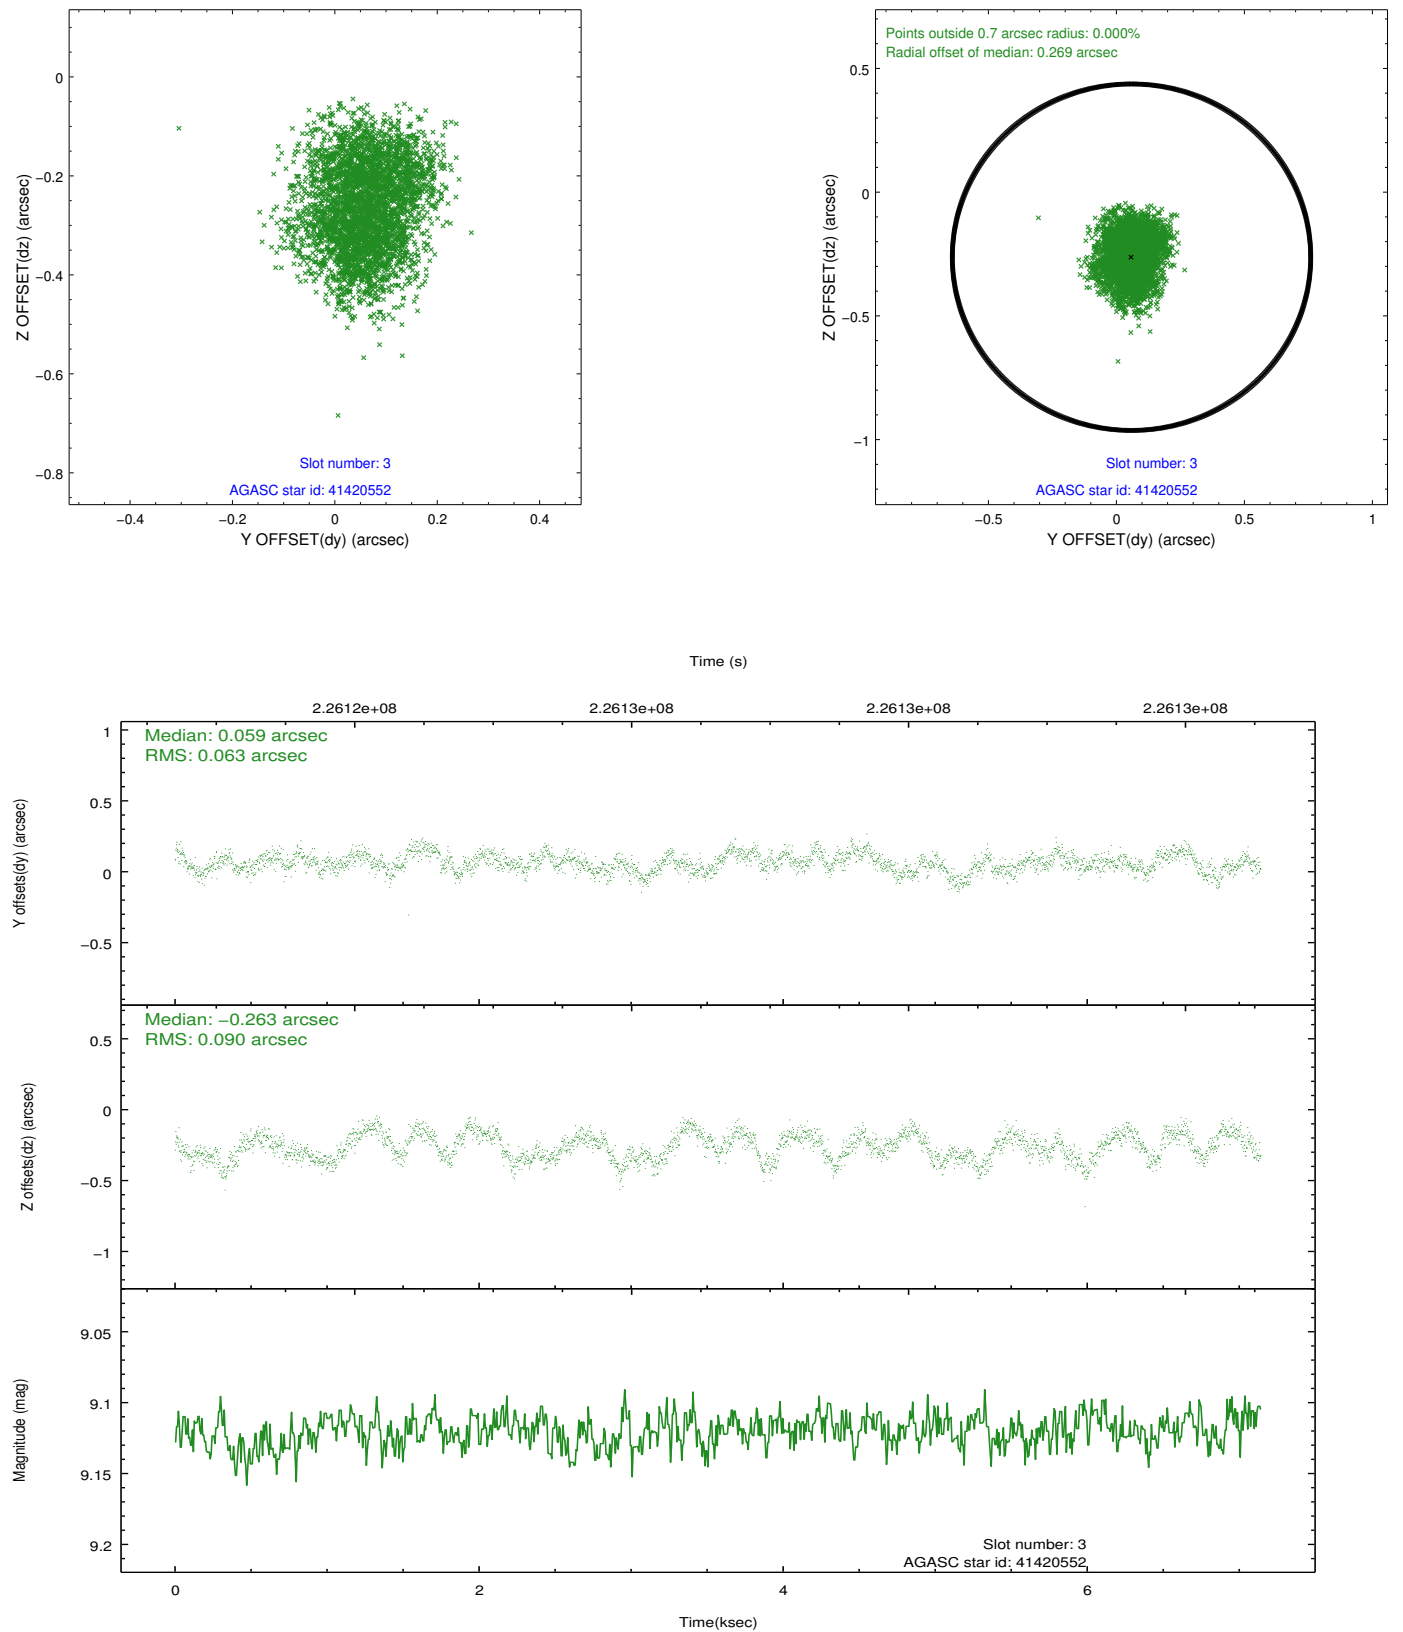 0
−0.2
−0.4
−0.6
−0.8
Z OFFSET(dz) (arcsec)
Slot number: 3
AGASC star id: 41420552
−0.4 −0.2 0 0.2 0.4
Y OFFSET(dy) (arcsec)
Points outside 0.7 arcsec radius: 0.000%
Radial offset of median: 0.269 arcsec
0.5
0
−0.5
−1
Z OFFSET(dz) (arcsec)
Slot number: 3
AGASC star id: 41420552
−0.5 0 0.5 1
Y OFFSET(dy) (arcsec)
Time (s)
2.2612e+08 2.2613e+08 2.2613e+08 2.2613e+08
Median: 0.059 arcsec
RMS: 0.063 arcsec
1
0.5
0
−0.5
Y offsets(dy) (arcsec)
Median: −0.263 arcsec
RMS: 0.090 arcsec
0.5
0
−0.5
−1
Z offsets(dz) (arcsec)
9.05
9.1
9.15
9.2
Magnitude (mag)
Slot number: 3
AGASC star id: 41420552
0 2 4 6
Time(ksec)